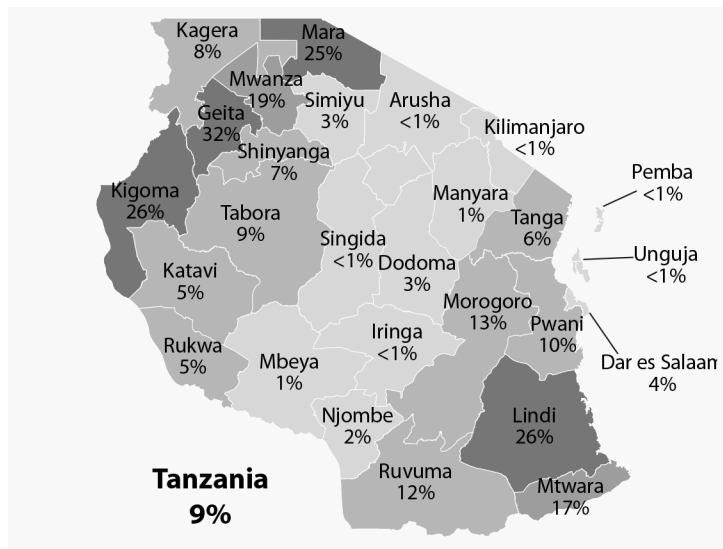 Kagera
8%
Mara
25%
Mwanza
19%
Geita
32%
Simiyu
3%
Arusha
<1%
Kilimanjaro
<1%
Shinyanga
7%
Kigoma
26%
Tabora
9%
Manyara
1%
Tanga
6%
Pemba
<1%
Unguja
<1%
Singida
<1%
Dodoma
3%
Katavi
5%
Morogoro
13%
Pwani
10%
Dar es Salaam
4%
Rukwa
5%
Mbeya
1%
Iringa
<1%
Njombe
2%
Lindi
26%
Ruvuma
12%
Mtwara
17%
Tanzania
9%